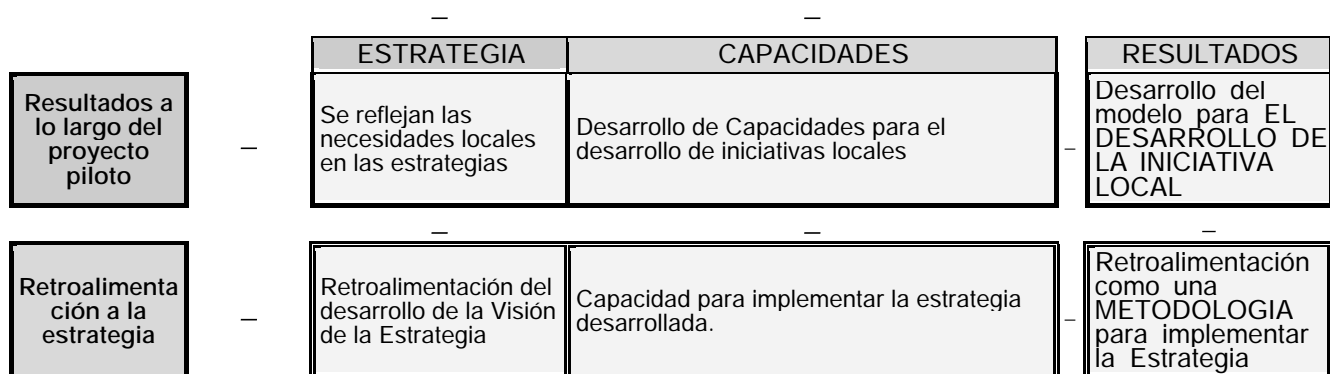 ESTRATEGIA
CAPACIDADES
RESULTADOS
Resultados a
lo largo del
proyecto
piloto
Se reflejan las
necesidades locales
en las estrategias
Desarrollo de Capacidades para el
desarrollo de iniciativas locales
Desarrollo del
modelo para EL
DESARROLLO DE
LA INICIATIVA
LOCAL
Retroalimenta
ción a la
estrategia
Retroalimentación del
desarrollo de la Visión
de la Estrategia
Capacidad para implementar la estrategia
desarrollada.
Retroalimentación
como una
METODOLOGIA
para implementar
la Estrategia